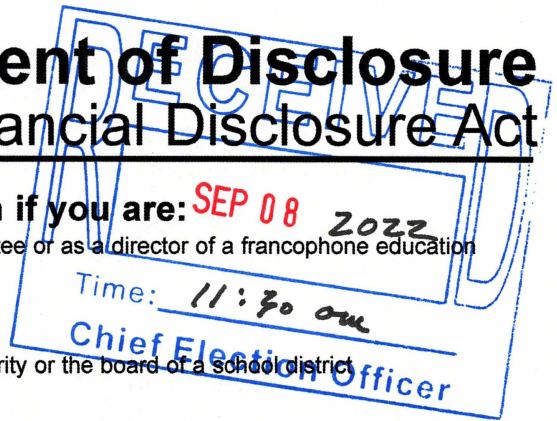 ent of Disclosure
ancial Disclosure Act
RECEIVED
if you are:
SEP 08 2022
tee or as a director of a francophone education
Time: 11:30 am
Chief Election Officer
rity or the board of a school district